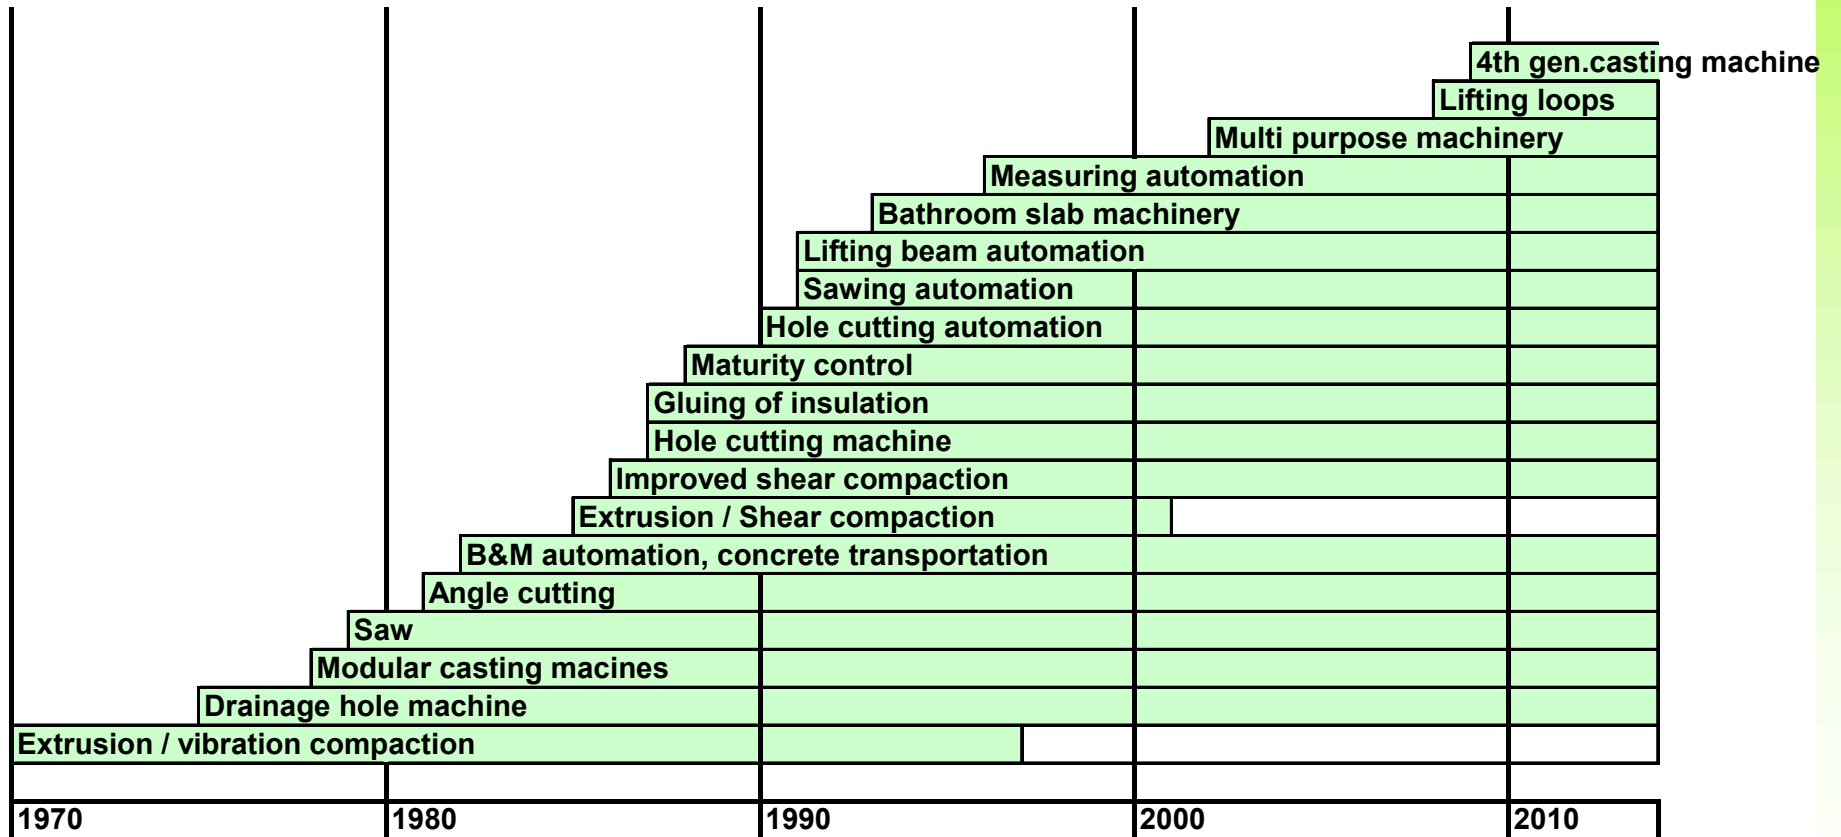 4th gen.casting machine
Lifting loops
Multi purpose machinery
Measuring automation
Bathroom slab machinery
Lifting beam automation
Sawing automation
Hole cutting automation
Maturity control
Gluing of insulation
Hole cutting machine
Improved shear compaction
Extrusion / Shear compaction
B&M automation, concrete transportation
Angle cutting
Saw
Modular casting macines
Drainage hole machine
Extrusion / vibration compaction
1970 1980 1990 2000 2010